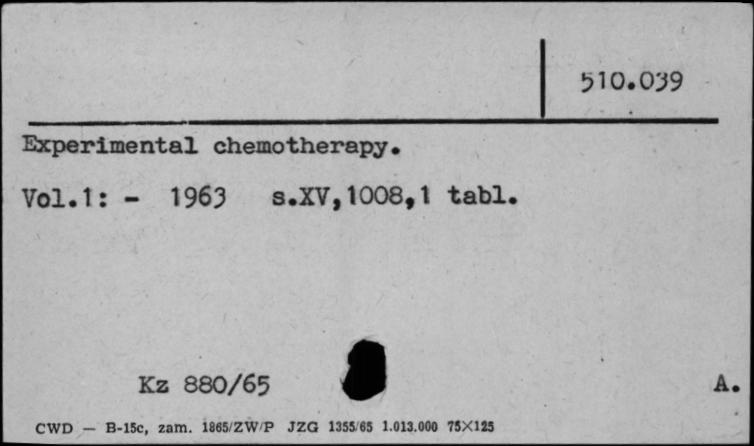 510.039
Experimental chemotherapy.
Vol.1: - 1963 s.XV,1008,1 tabl.
Kz 880/65
A.
CWD — B-15c, zam. 1865/ZW/P JZG 1355/65 1.013.000 75X125